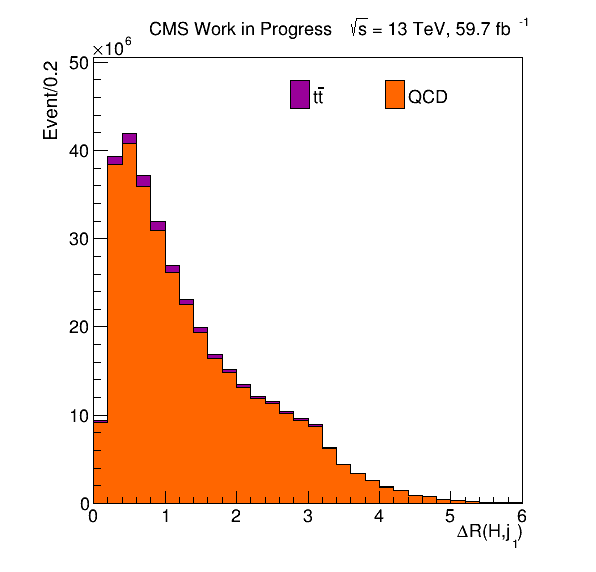 CMS Work in Progress √s = 13 TeV, 59.7 fb⁻¹
×10⁶
Event/0.2
tt̄
QCD
50
40
30
20
10
0
0 1 2 3 4 5 6
ΔR(H,j₁)